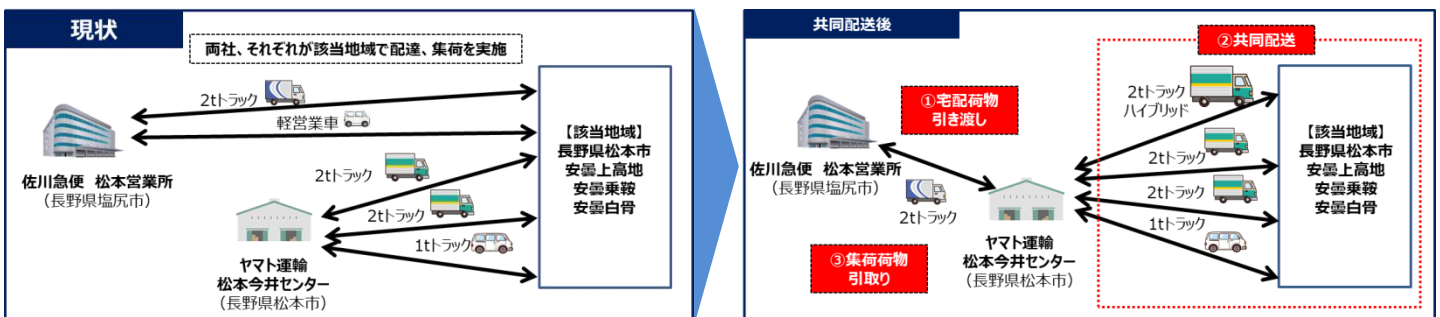 現状
両社、それぞれが該当地域で配達、集荷を実施
2tトラック
軽営業車
佐川急便 松本営業所
(長野県塩尻市)
2tトラック
2tトラック
1tトラック
ヤマト運輸
松本今井センター
(長野県松本市)
【該当地域】
長野県松本市
安曇上高地
安曇乗鞍
安曇白骨
共同配送後
②共同配送
①宅配荷物
引き渡し
佐川急便 松本営業所
(長野県塩尻市)
2tトラック
③集荷荷物
引取り
ヤマト運輸
松本今井センター
(長野県松本市)
2tトラック
ハイブリッド
2tトラック
2tトラック
1tトラック
【該当地域】
長野県松本市
安曇上高地
安曇乗鞍
安曇白骨